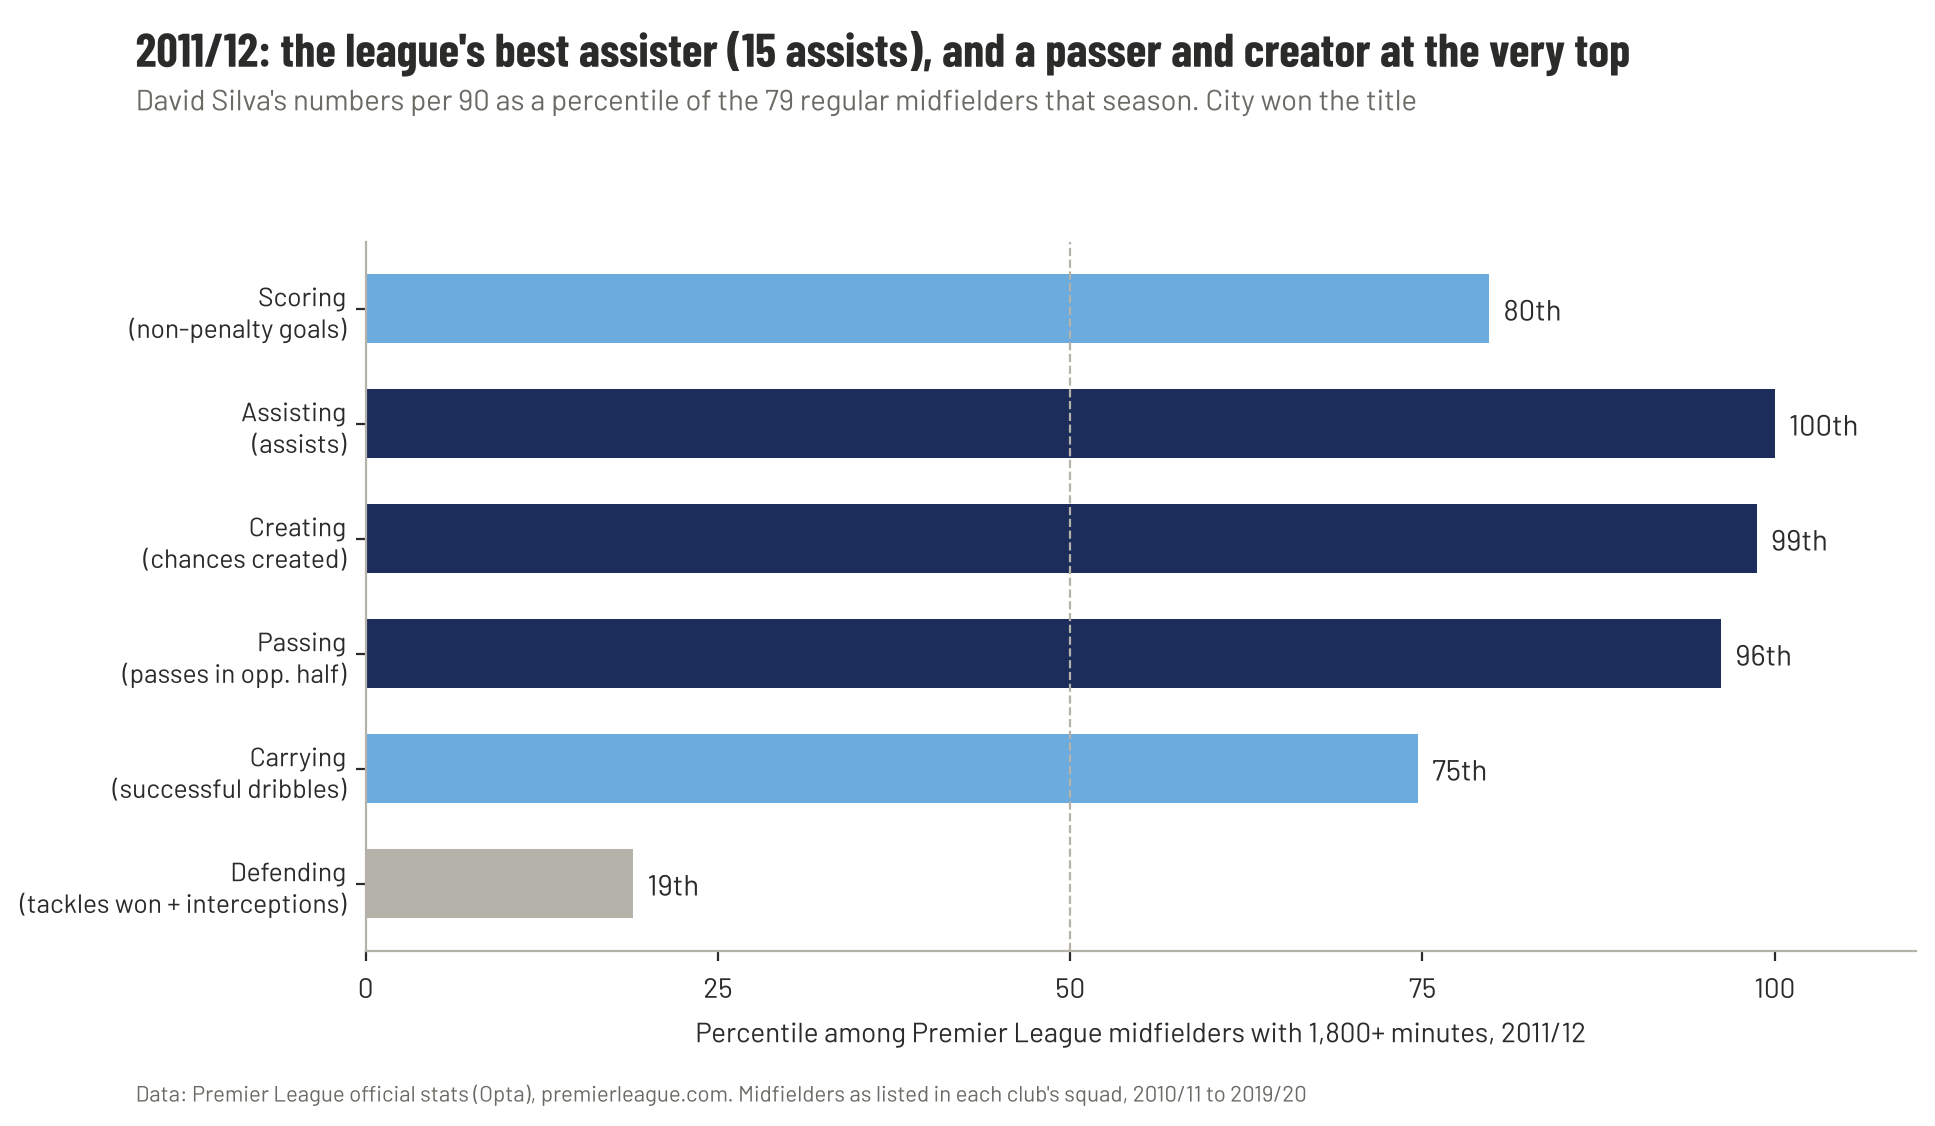 2011/12: the league's best assister (15 assists), and a passer and creator at the very top
David Silva's numbers per 90 as a percentile of the 79 regular midfielders that season. City won the title
Scoring
(non-penalty goals)
80th
Assisting
(assists)
100th
Creating
(chances created)
99th
Passing
(passes in opp. half)
96th
Carrying
(successful dribbles)
75th
Defending
(tackles won + interceptions)
19th
0 25 50 75 100
Percentile among Premier League midfielders with 1,800+ minutes, 2011/12
Data: Premier League official stats (Opta), premierleague.com. Midfielders as listed in each club's squad, 2010/11 to 2019/20